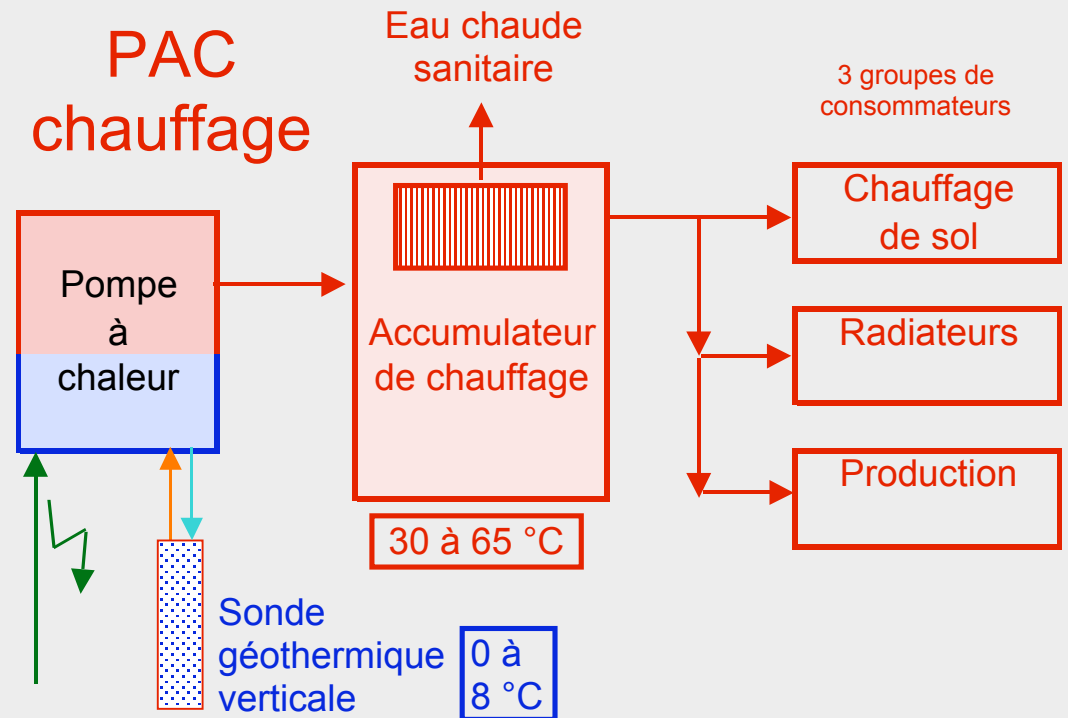 PAC
chauffage
Eau chaude
sanitaire
3 groupes de
consommateurs
Pompe
à
chaleur
Accumulateur
de chauffage
Chauffage
de sol
Radiateurs
Production
30 à 65 °C
Sonde
géothermique
verticale
0 à
8 °C